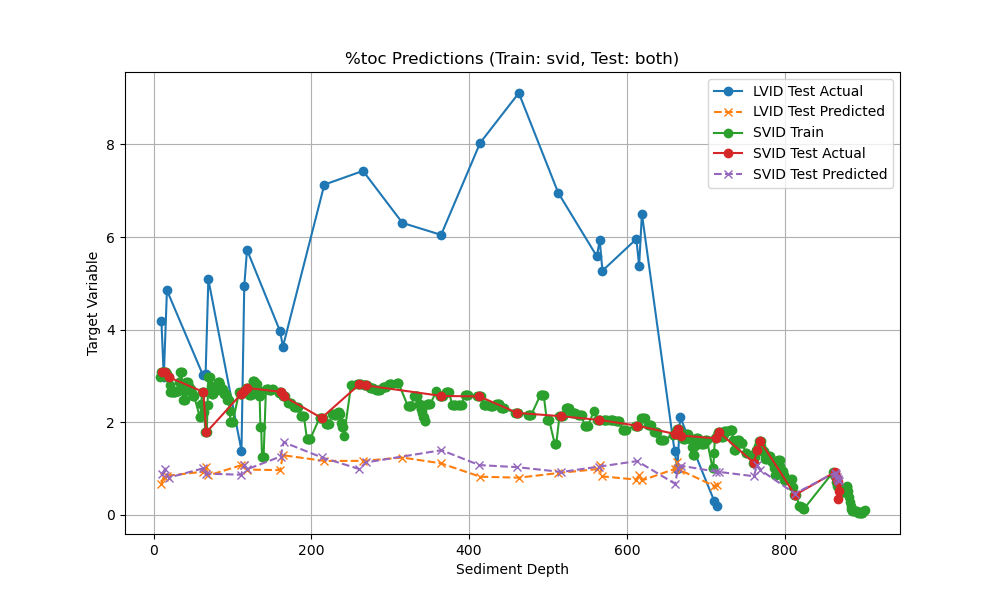 %toc Predictions (Train: svid, Test: both)
LVID Test Actual
LVID Test Predicted
SVID Train
SVID Test Actual
SVID Test Predicted
Target Variable
8
6
4
2
0
0 200 400 600 800
Sediment Depth